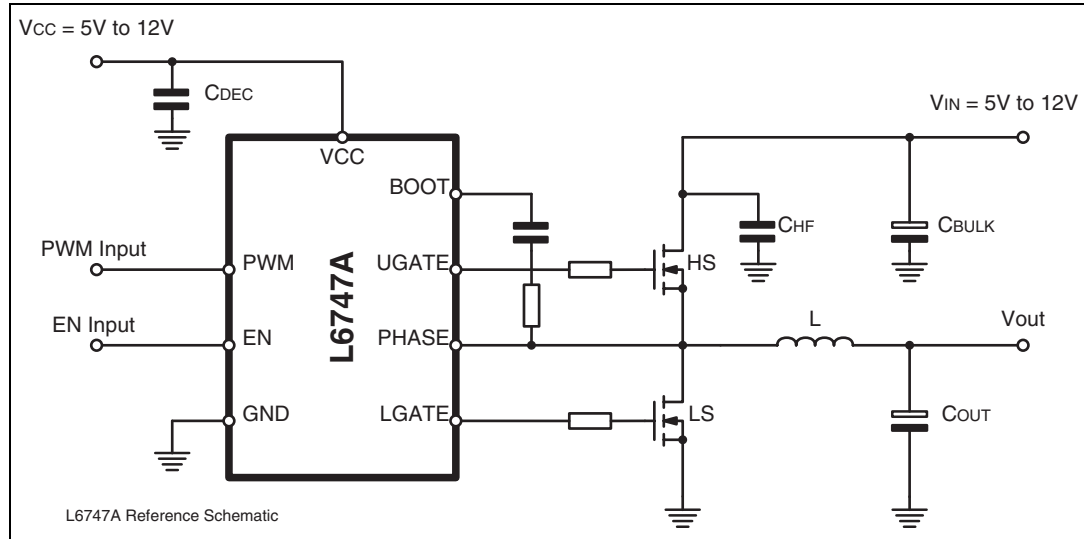 VCC = 5V to 12V
CDEC
VIN = 5V to 12V
VCC
BOOT
CHF
CBULK
PWM Input
PWM
UGATE
HS
L6747A
EN Input
EN
PHASE
L
Vout
GND
LGATE
LS
COUT
L6747A Reference Schematic